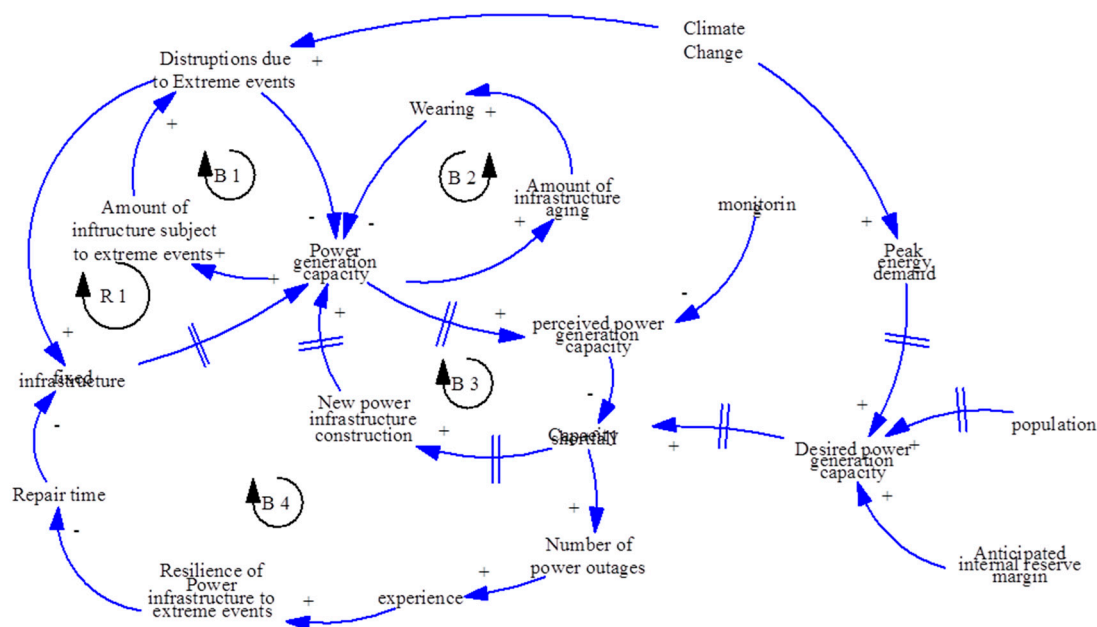 Climate
Change
Distruptions due
to Extreme events
+
Wearing
+
+
B 1
B 2
Amount of
infrastructure
aging
monitorin
Amount of
inftructure subject
to extreme events
+
+
-
-
+
+
Power
generation
capacity
Peak
energy
demand
R 1
+
+
-
perceived power
generation
capacity
+
fixed
infrastructure
B 3
-
New power
infrastructure
construction
+
Capacity
shortfall
+
+
+
population
Desired power
generation
capacity
-
Repair time
B 4
+
+
-
Number of
power outages
Anticipated
internal reserve
margin
Resilience of
Power
infrastructure to
extreme events
+
experience
+